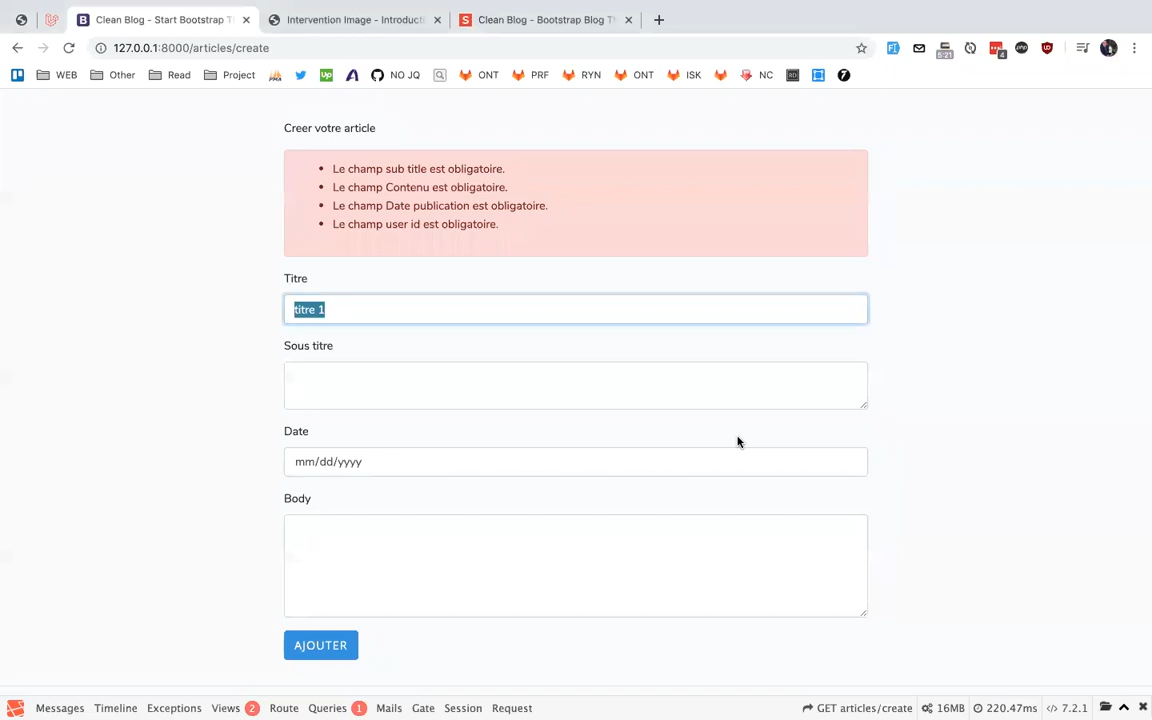 Clean Blog - Start Bootstrap T
Intervention Image - Introducti
Clean Blog - Bootstrap Blog T
127.0.0.1:8000/articles/create
WEB Other Read Project NO JQ ONT PRF RYN ONT ISK NC
Creer votre article
Le champ sub title est obligatoire.
Le champ Contenu est obligatoire.
Le champ Date publication est obligatoire.
Le champ user id est obligatoire.
Titre
titre 1
Sous titre
Date
mm/dd/yyyy
Body
AJOUTER
Messages Timeline Exceptions Views 2 Route Queries 1 Mails Gate Session Request GET articles/create 16MB 220.47ms 7.2.1